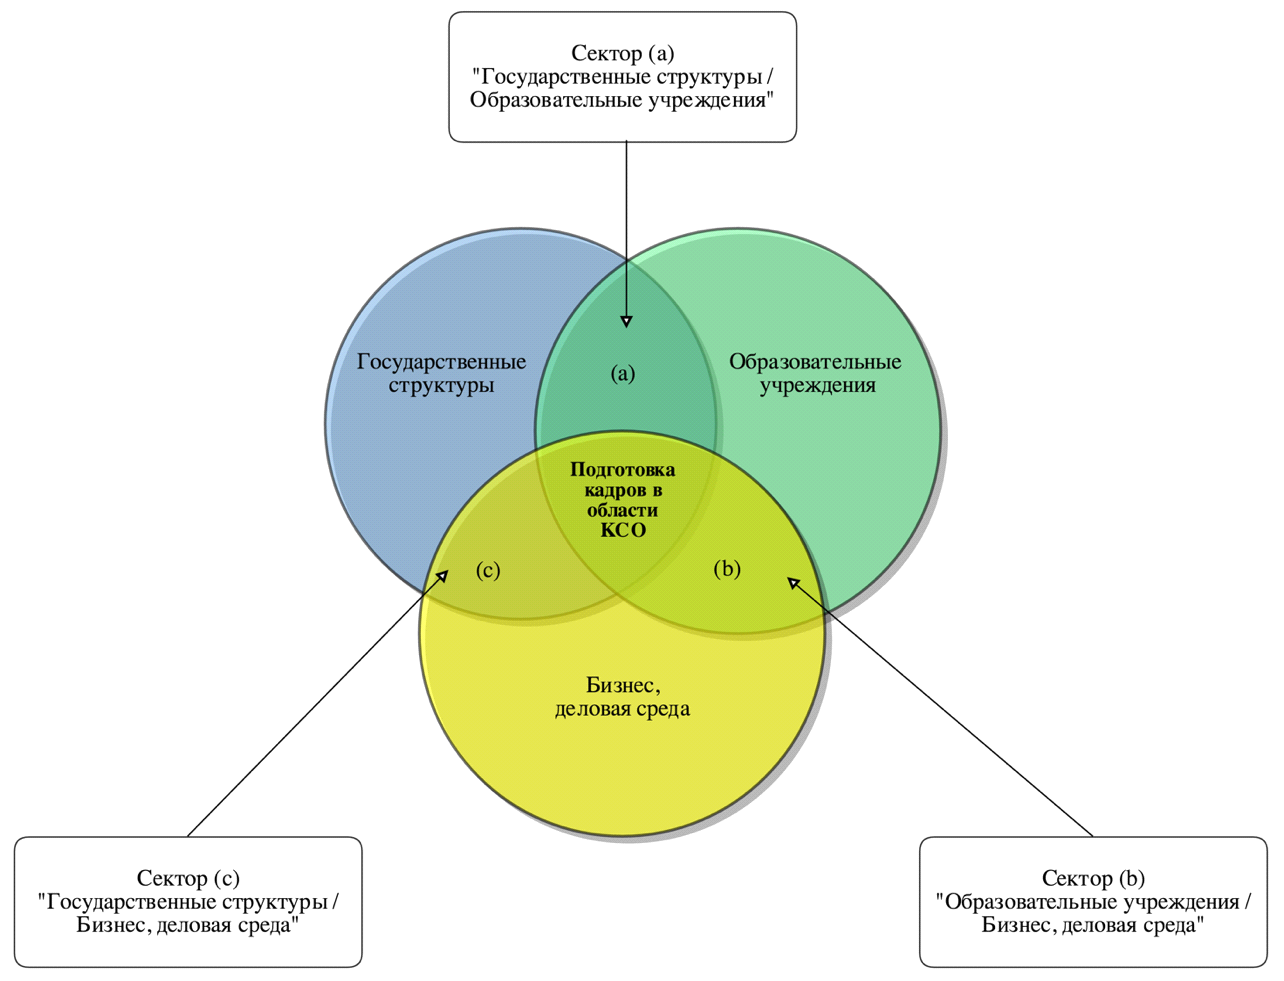 Сектор (a)
"Государственные структуры /
Образовательные учреждения"
Государственные
структуры
(a)
Образовательные
учреждения
Подготовка
кадров в
области
КСО
(c)
(b)
Бизнес,
деловая среда
Сектор (c)
"Государственные структуры /
Бизнес, деловая среда"
Сектор (b)
"Образовательные учреждения /
Бизнес, деловая среда"